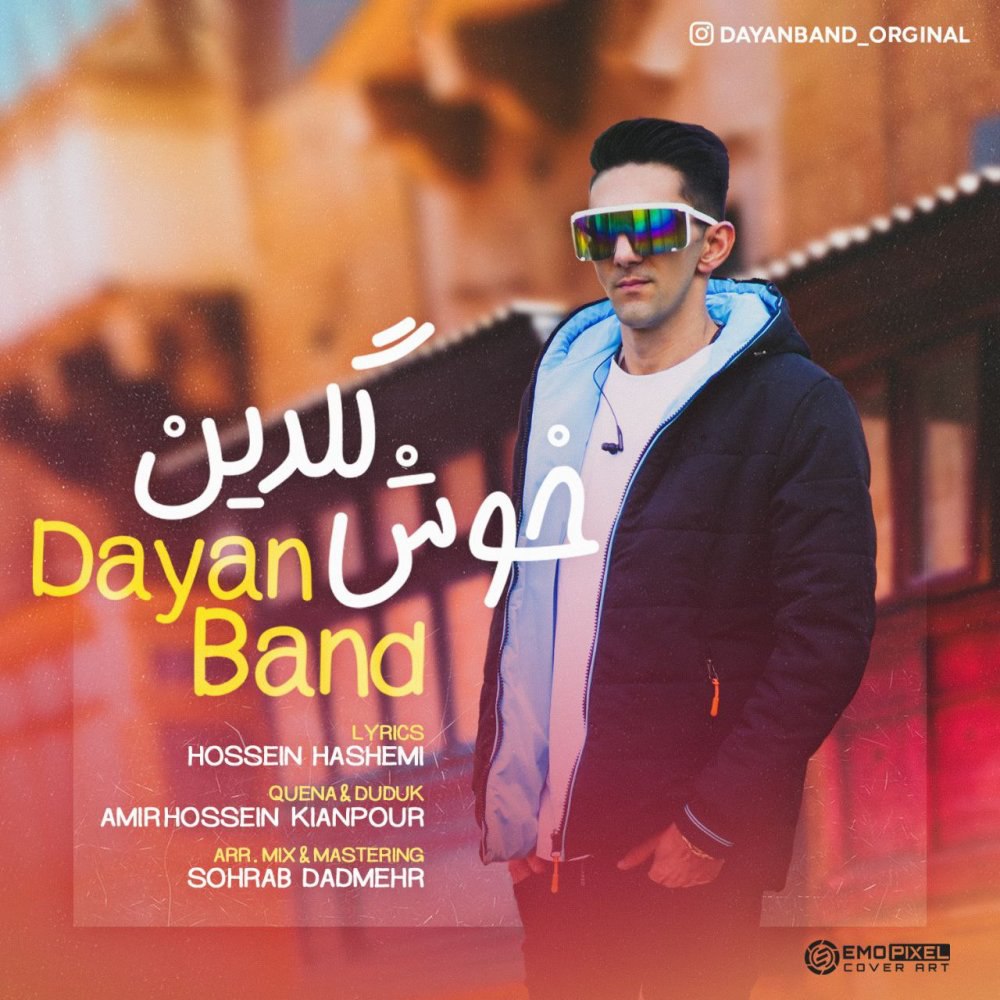 DAYANBAND_ORGINAL
خوش گلدین
Dayan
Band
LYRICS
HOSSEIN HASHEMI
QUENA & DUDUK
AMIRHOSSEIN KIANPOUR
ARR. MIX & MASTERING
SOHRAB DADMEHR
EMOPIXEL
COVER ART